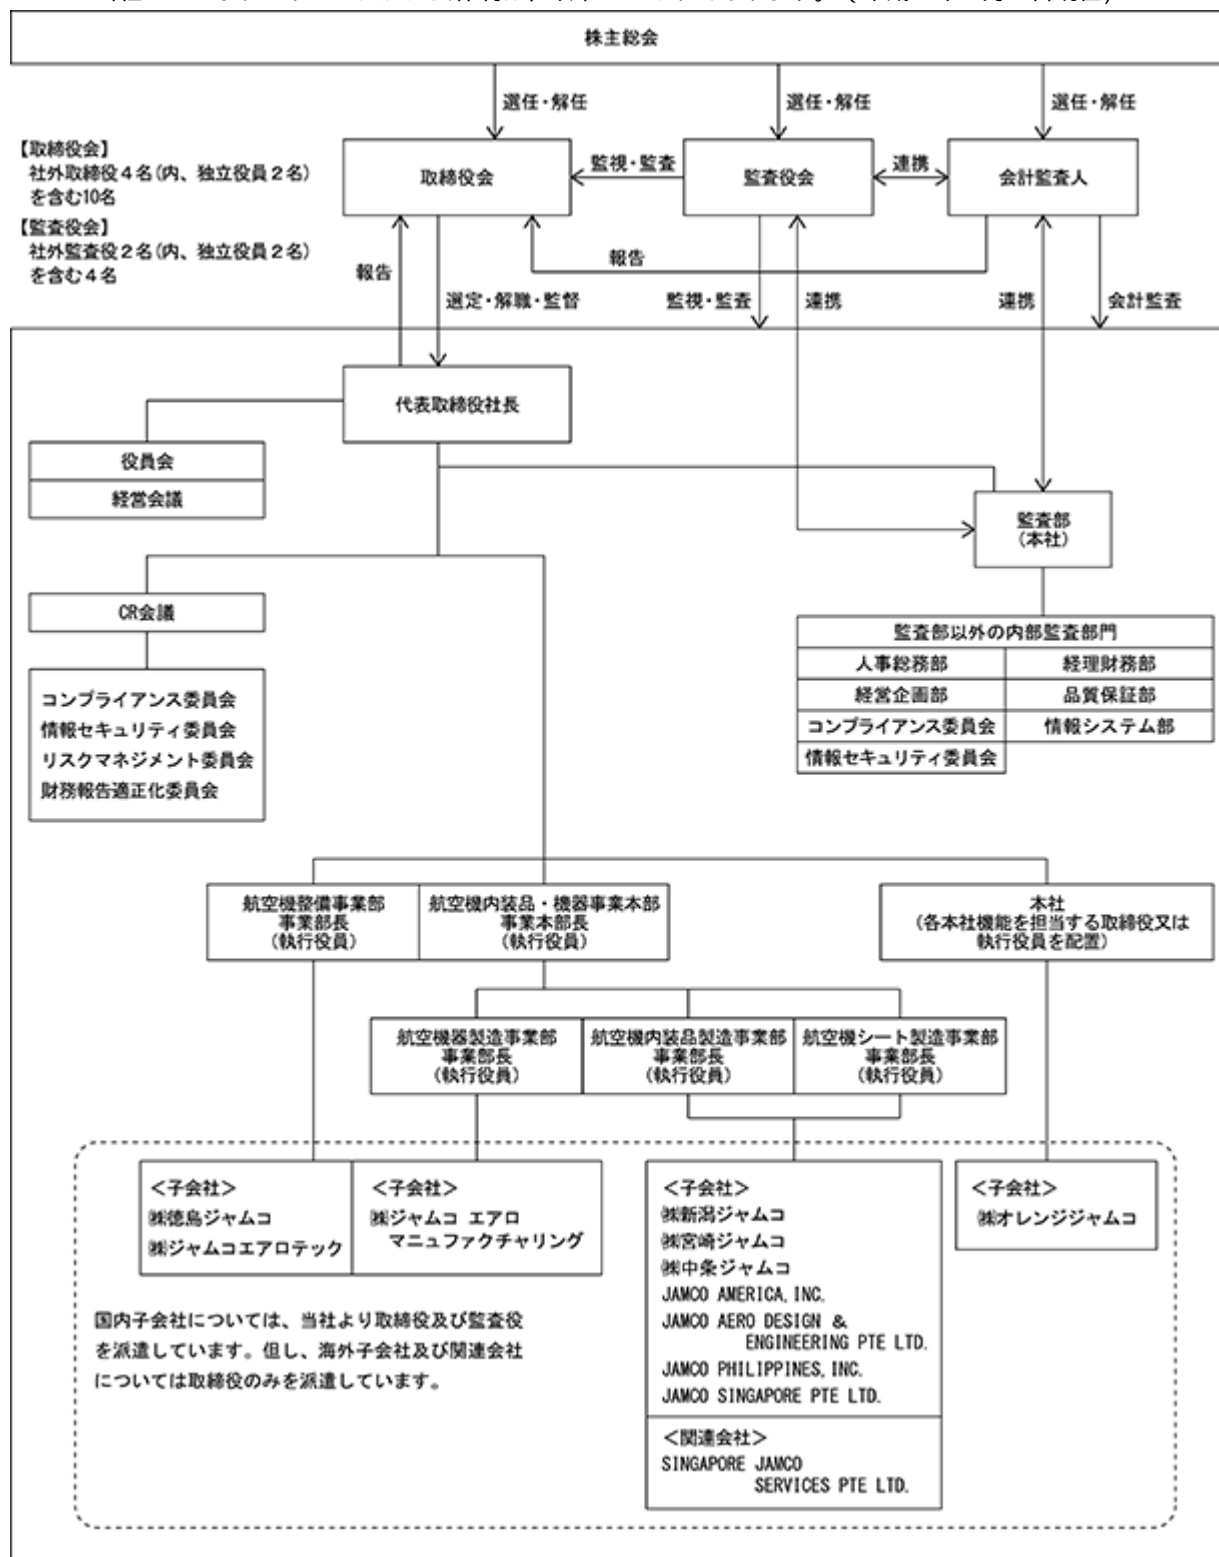 株主総会
選任・解任
選任・解任
選任・解任
【取締役会】
社外取締役４名(内、独立役員２名)
を含む10名
【監査役会】
社外監査役２名(内、独立役員２名)
を含む４名
取締役会
監視・監査
監査役会
連携
会計監査人
報告
報告
選定・解職・監督
監視・監査
連携
連携
会計監査
代表取締役社長
役員会
経営会議
監査部
(本社)
CR会議
コンプライアンス委員会
情報セキュリティ委員会
リスクマネジメント委員会
財務報告適正化委員会
監査部以外の内部監査部門
人事総務部
経理財務部
経営企画部
品質保証部
コンプライアンス委員会
情報システム部
情報セキュリティ委員会
航空機整備事業部
事業部長
(執行役員)
航空機内装品・機器事業本部
事業本部長
(執行役員)
本社
(各本社機能を担当する取締役又は
執行役員を配置)
航空機器製造事業部
事業部長
(執行役員)
航空機内装品製造事業部
事業部長
(執行役員)
航空機シート製造事業部
事業部長
(執行役員)
＜子会社＞
㈱徳島ジャムコ
㈱ジャムコエアロテック
＜子会社＞
㈱ジャムコ エアロ
マニュファクチャリング
＜子会社＞
㈱新潟ジャムコ
㈱宮崎ジャムコ
㈱中条ジャムコ
JAMCO AMERICA, INC.
JAMCO AERO DESIGN &
ENGINEERING PTE LTD.
JAMCO PHILIPPINES, INC.
JAMCO SINGAPORE PTE LTD.
＜関連会社＞
SINGAPORE JAMCO
SERVICES PTE LTD.
＜子会社＞
㈱オレンジジャムコ
国内子会社については、当社より取締役及び監査役
を派遣しています。但し、海外子会社及び関連会社
については取締役のみを派遣しています。